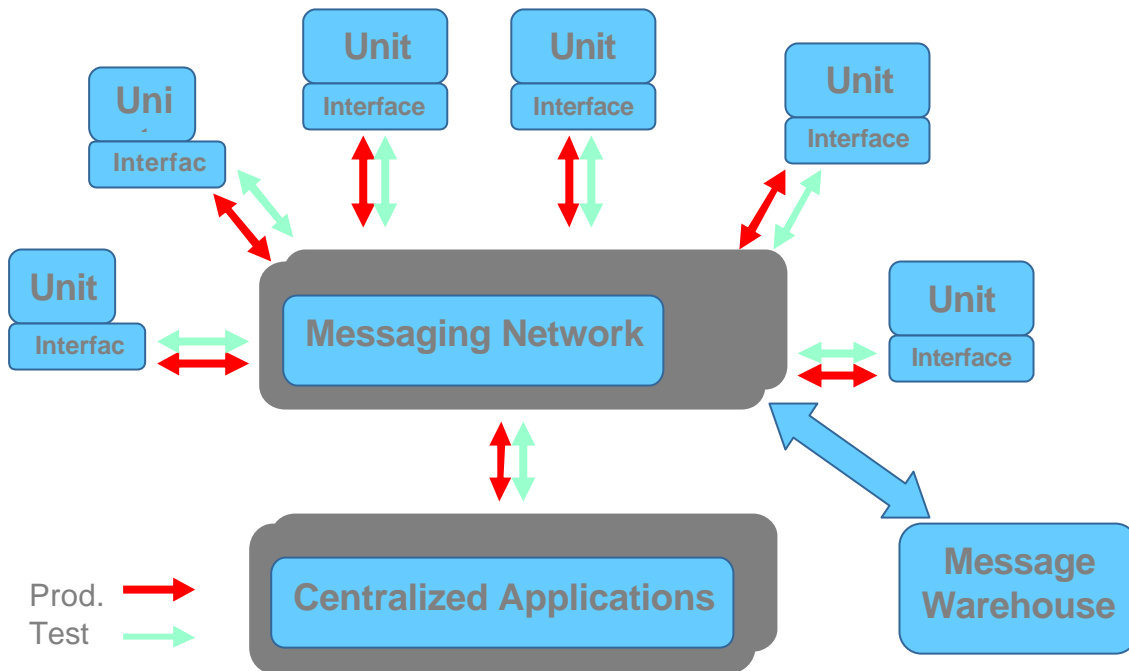 Unit
Interface
Unit
Interface
Uni
Interfac
Unit
Interface
Unit
Interfac
Messaging Network
Unit
Interface
Centralized Applications
Message
Warehouse
Prod.
Test